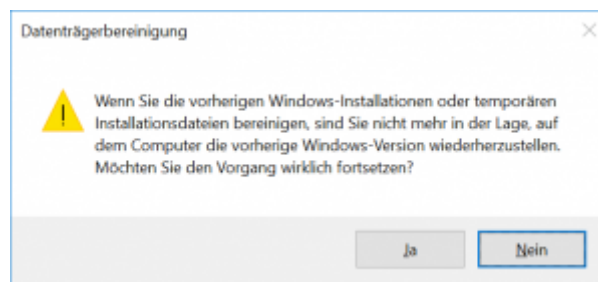 Datenträgerbereinigung
Wenn Sie die vorherigen Windows-Installationen oder temporären
Installationsdateien bereinigen, sind Sie nicht mehr in der Lage, auf
dem Computer die vorherige Windows-Version wiederherzustellen.
Möchten Sie den Vorgang wirklich fortsetzen?
Ja
Nein